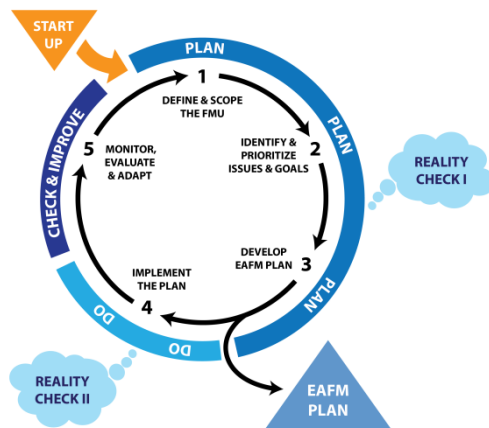 START
UP
PLAN
1
DEFINE & SCOPE
THE FMU
PLAN
2
IDENTIFY &
PRIORITIZE
ISSUES & GOALS
REALITY
CHECK I
3
DEVELOP
EAFM PLAN
PLAN
4
IMPLEMENT
THE PLAN
DO
DO
REALITY
CHECK II
5
MONITOR,
EVALUATE
& ADAPT
CHECK & IMPROVE
EAFM
PLAN